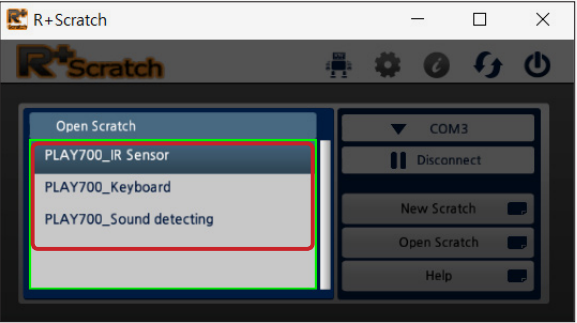 R+Scratch
R+Scratch
Open Scratch
PLAY700_IR Sensor
PLAY700_Keyboard
PLAY700_Sound detecting
COM3
Disconnect
New Scratch
Open Scratch
Help